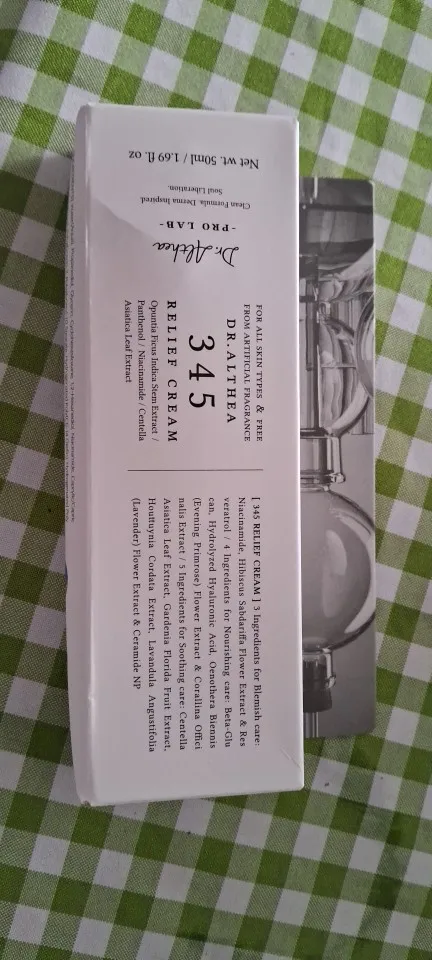 Net wt. 50ml / 1.69 fl. oz
Clean Formula. Derma Inspired.
Soul Liberation.
-PRO LAB-
Dr. Althea
FOR ALL SKIN TYPES & FREE
FROM ARTIFICIAL FRAGRANCE
DR.ALTHEA
345
RELIEF CREAM
Opuntia Ficus Indica Stem Extract /
Panthenol / Niacinamide / Centella
Asiatica Leaf Extract
[ 345 RELIEF CREAM ] 3 Ingredients for Blemish care:
Niacinamide, Hibiscus Sabdariffa Flower Extract & Res
veratrol / 4 Ingredients for Nourishing care: Beta-Glu
can, Hydrolyzed Hyaluronic Acid, Oenothera Biennis
(Evening Primrose) Flower Extract & Corallina Offici
nalis Extract / 5 Ingredients for Soothing care: Centella
Asiatica Leaf Extract, Gardenia Florida Fruit Extract,
Houttuynia Cordata Extract, Lavandula Angustifolia
(Lavender) Flower Extract & Ceramide NP